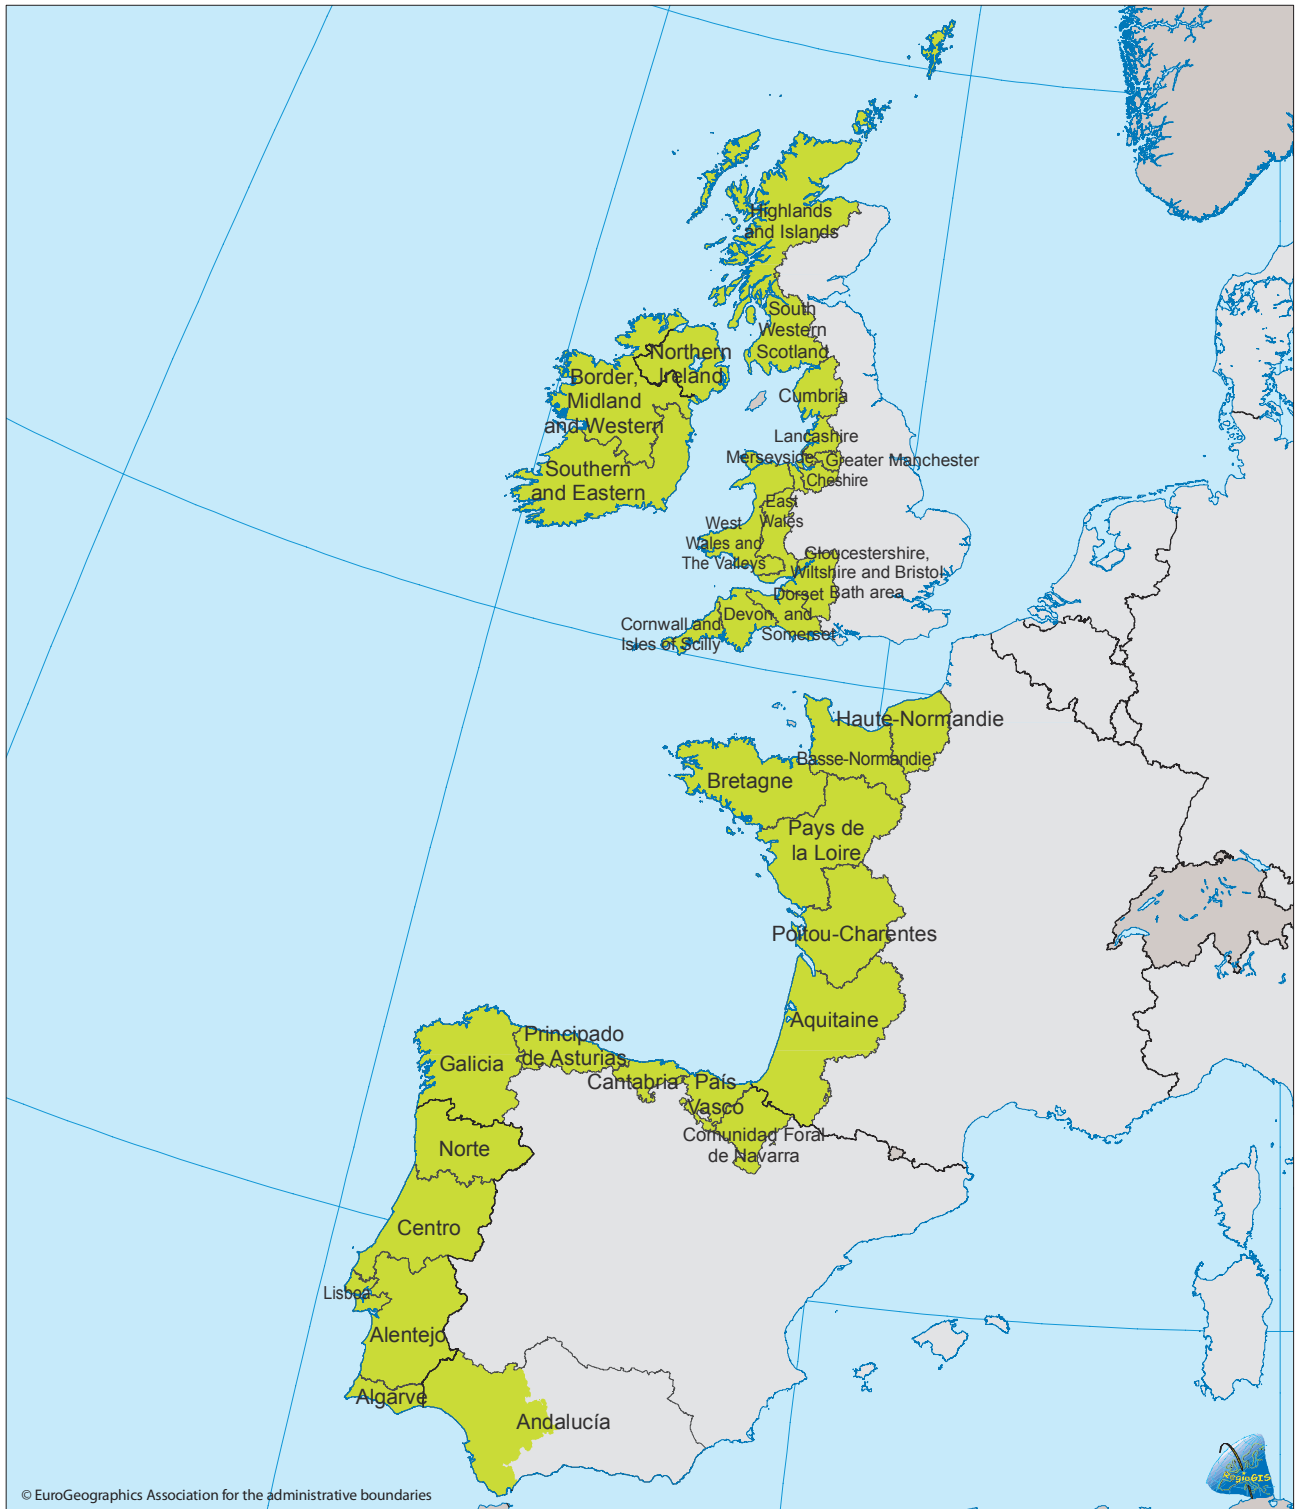 Highlands
and Islands
South
Western
Scotland
Northern
Ireland
Border,
Midland
and Western
Cumbria
Lancashire
Merseyside
Greater Manchester
Cheshire
Southern
and Eastern
East
Wales
West
Wales and
The Valleys
Gloucestershire,
Wiltshire and Bristol
Bath area
Dorset
and
Somerset
Devon
Cornwall and
Isles of Scilly
Haute-Normandie
Basse-Normandie
Bretagne
Pays de
la Loire
Poitou-Charentes
Aquitaine
Principado
de Asturias
Galicia
Cantabria
País
Vasco
Comunidad Foral
de Navarra
Norte
Centro
Lisboa
Alentejo
Algarve
Andalucía
RegioGIS
© EuroGeographics Association for the administrative boundaries